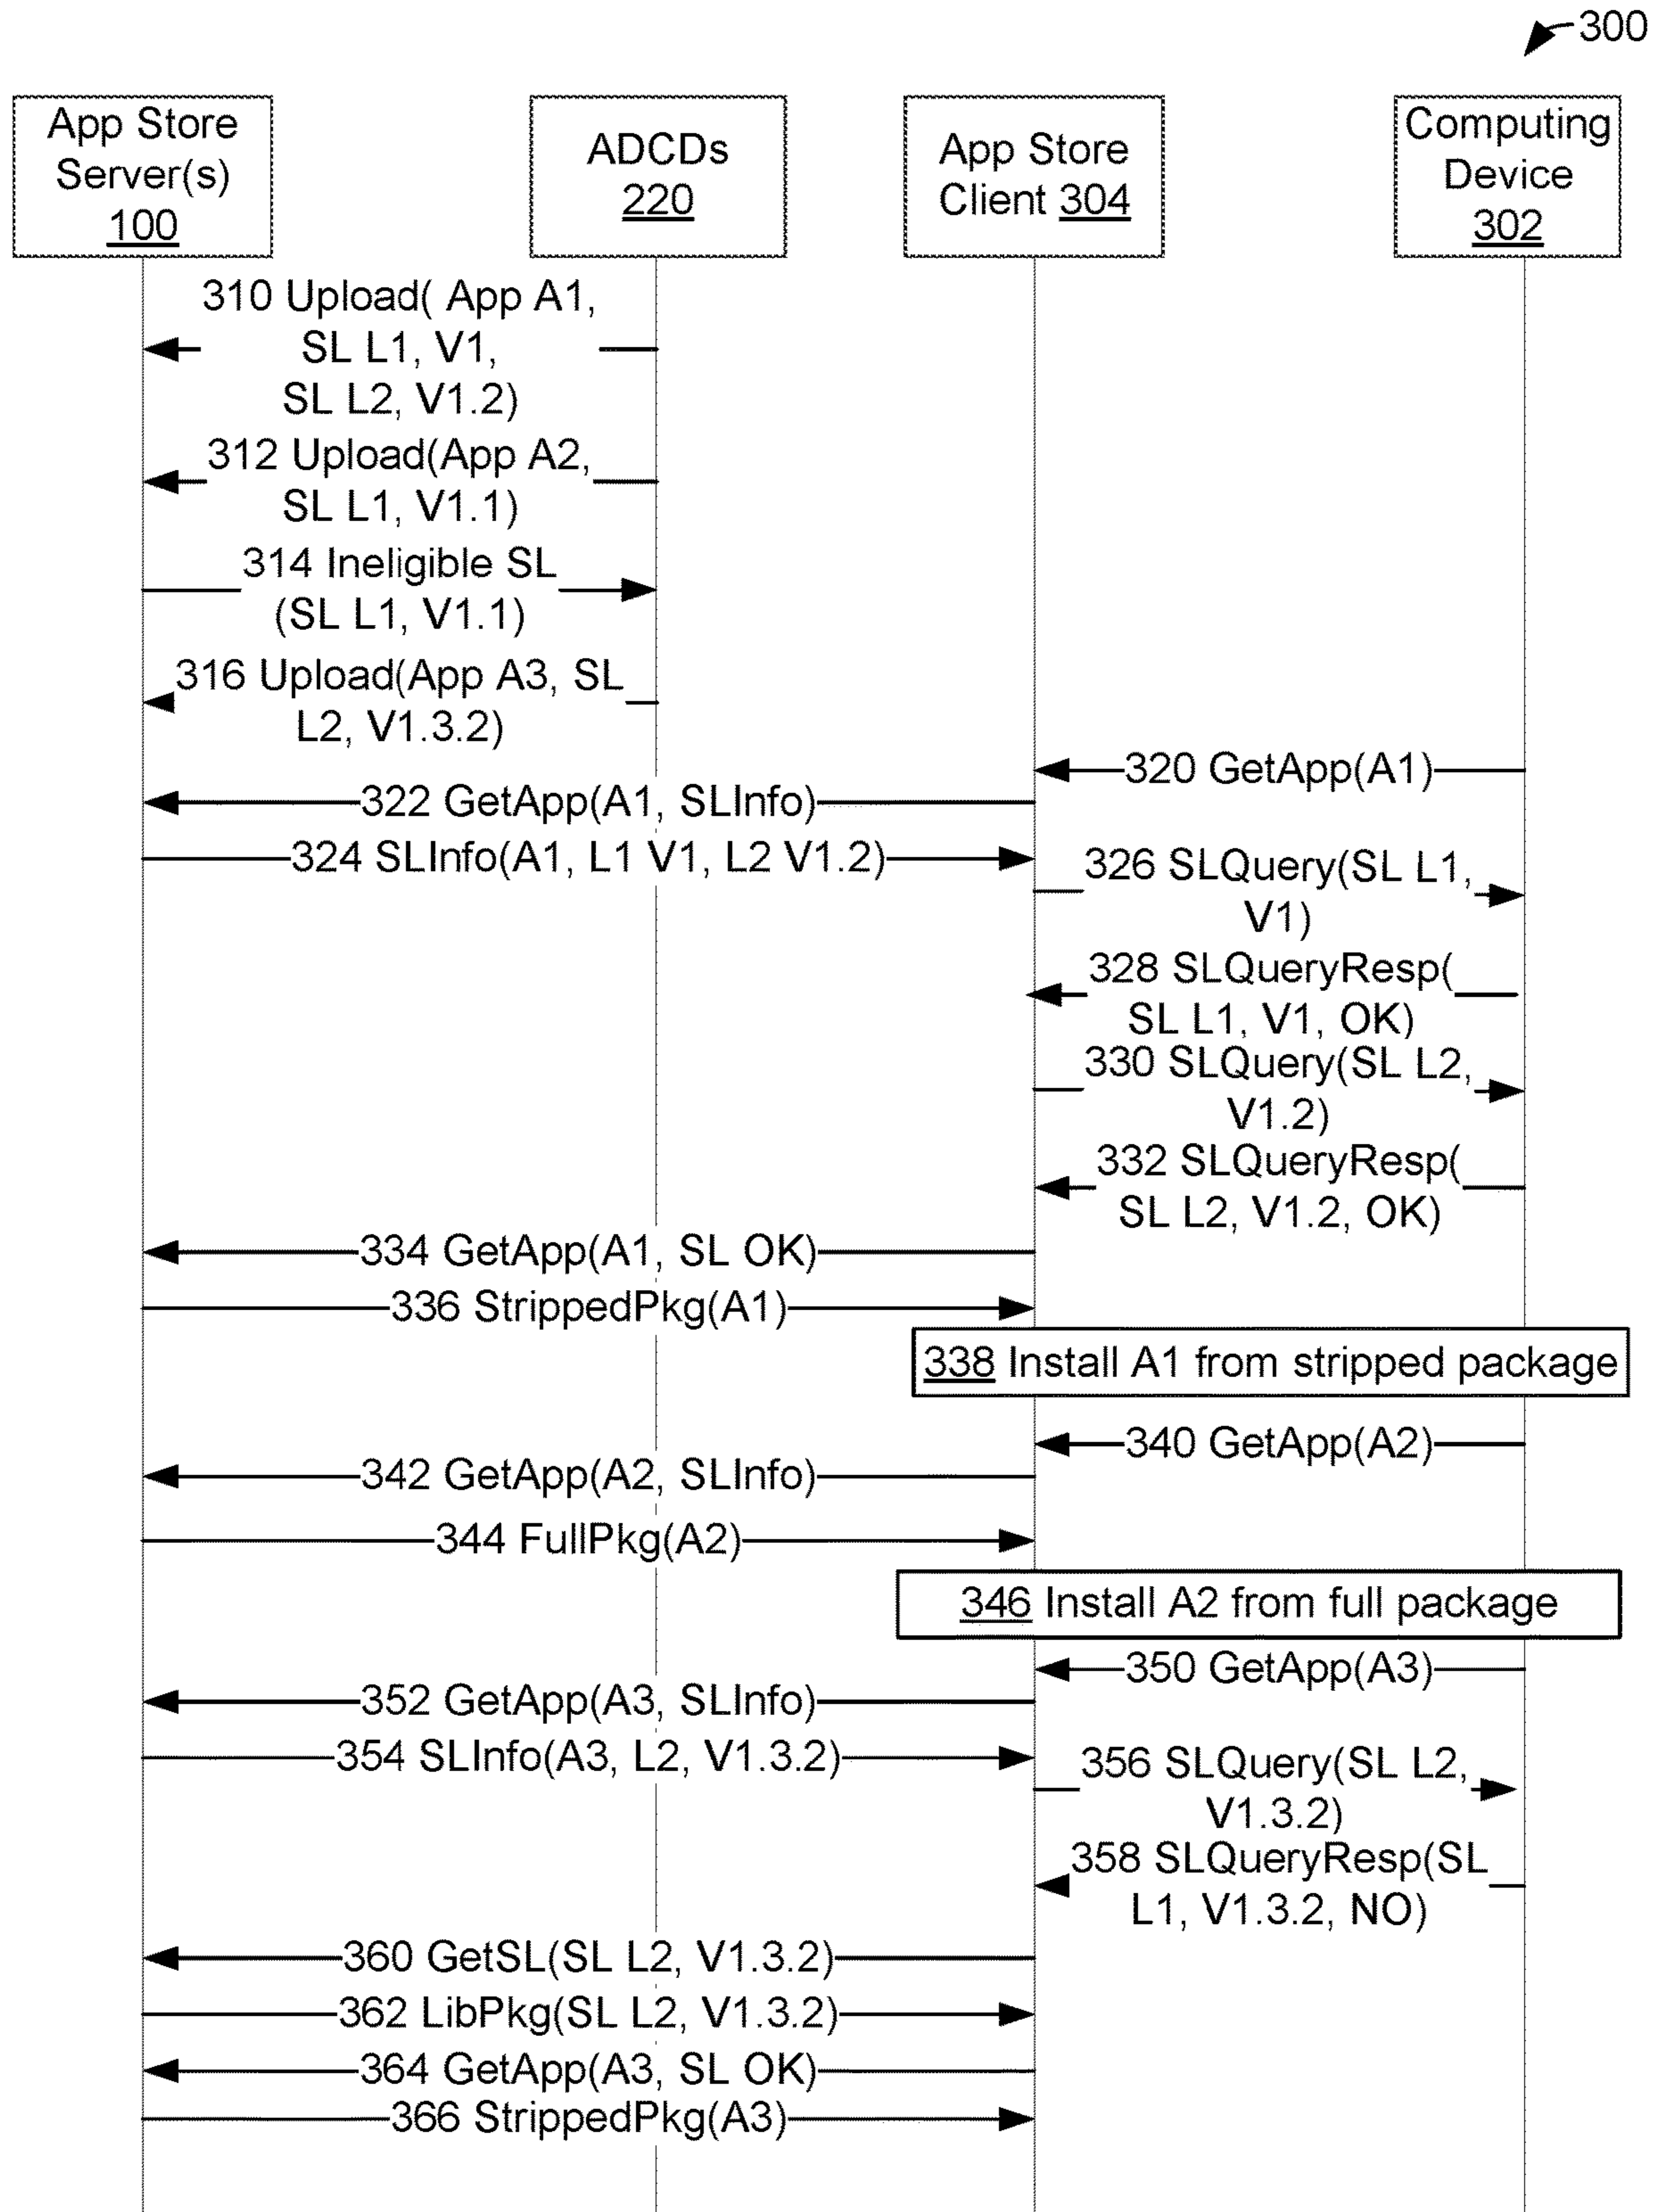 300
App Store
Server(s)
100
ADCDs
220
App Store
Client 304
Computing
Device
302
310 Upload( App A1,
SL L1, V1,
SL L2, V1.2)
312 Upload(App A2,
SL L1, V1.1)
314 Ineligible SL
(SL L1, V1.1)
316 Upload(App A3, SL
L2, V1.3.2)
320 GetApp(A1)
322 GetApp(A1, SLInfo)
324 SLInfo(A1, L1 V1, L2 V1.2)
326 SLQuery(SL L1,
V1)
328 SLQueryResp(
SL L1, V1, OK)
330 SLQuery(SL L2,
V1.2)
332 SLQueryResp(
SL L2, V1.2, OK)
334 GetApp(A1, SL OK)
336 StrippedPkg(A1)
338 Install A1 from stripped package
340 GetApp(A2)
342 GetApp(A2, SLInfo)
344 FullPkg(A2)
346 Install A2 from full package
350 GetApp(A3)
352 GetApp(A3, SLInfo)
354 SLInfo(A3, L2, V1.3.2)
356 SLQuery(SL L2,
V1.3.2)
358 SLQueryResp(SL
L1, V1.3.2, NO)
360 GetSL(SL L2, V1.3.2)
362 LibPkg(SL L2, V1.3.2)
364 GetApp(A3, SL OK)
366 StrippedPkg(A3)